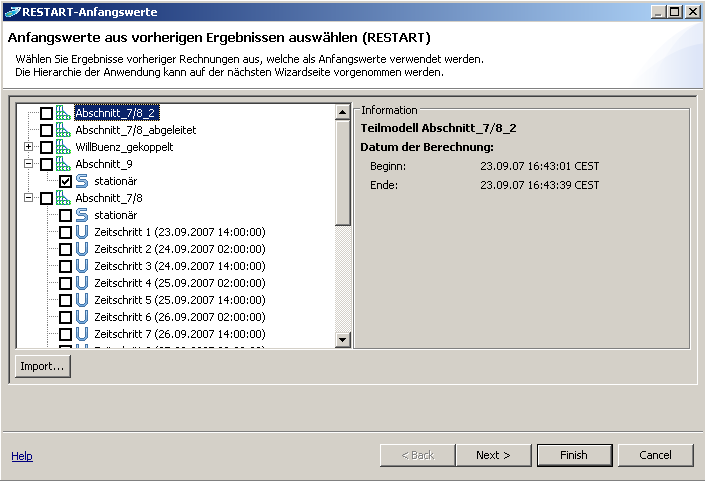 RESTART-Anfangswerte
Anfangswerte aus vorherigen Ergebnissen auswählen (RESTART)
Wählen Sie Ergebnisse vorheriger Rechnungen aus, welche als Anfangswerte verwendet werden.
Die Hierarchie der Anwendung kann auf der nächsten Wizardseite vorgenommen werden.
Abschnitt_7/8_2
Abschnitt_7/8_abgeleitet
WillBuenz_gekoppelt
Abschnitt_9
stationär
Abschnitt_7/8
stationär
Zeitschritt 1 (23.09.2007 14:00:00)
Zeitschritt 2 (24.09.2007 02:00:00)
Zeitschritt 3 (24.09.2007 14:00:00)
Zeitschritt 4 (25.09.2007 02:00:00)
Zeitschritt 5 (25.09.2007 14:00:00)
Zeitschritt 6 (26.09.2007 02:00:00)
Zeitschritt 7 (26.09.2007 14:00:00)
Information
Teilmodell Abschnitt_7/8_2
Datum der Berechnung:
Beginn: 23.09.07 16:43:01 CEST
Ende: 23.09.07 16:43:39 CEST
Import...
Help
< Back
Next >
Finish
Cancel